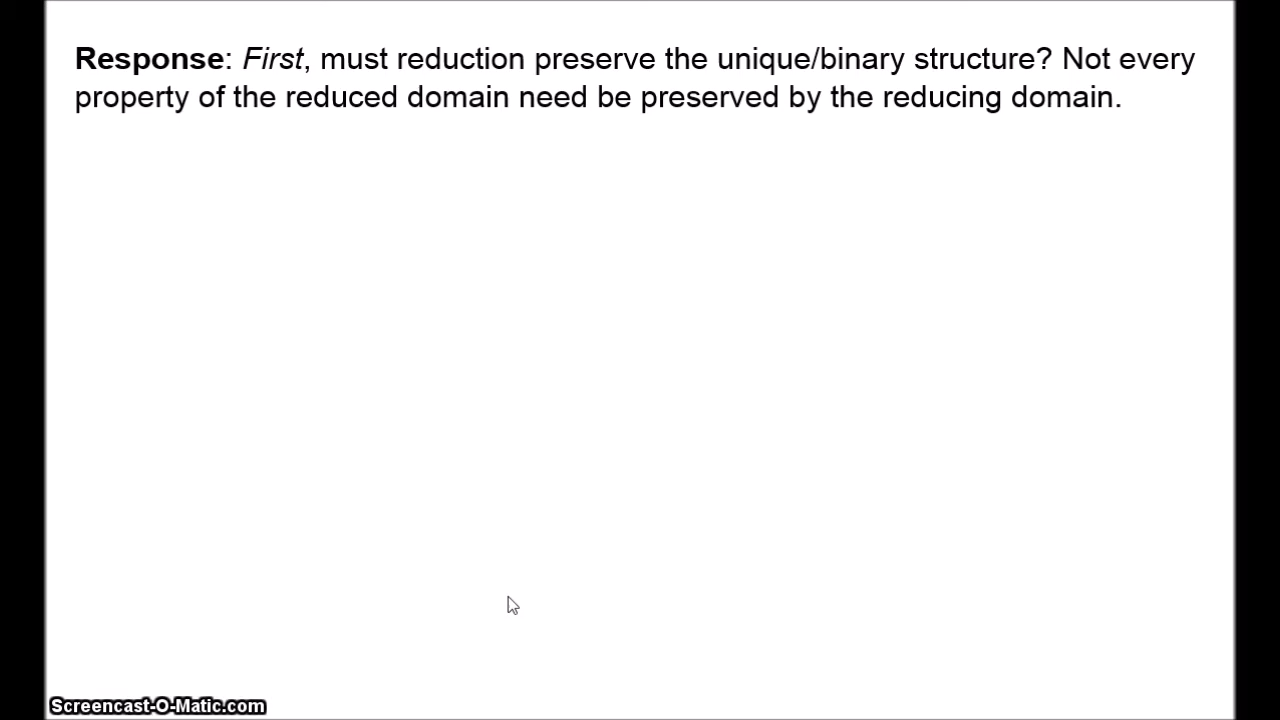 Response: First, must reduction preserve the unique/binary structure? Not every
property of the reduced domain need be preserved by the reducing domain.
Screencast-O-Matic.com